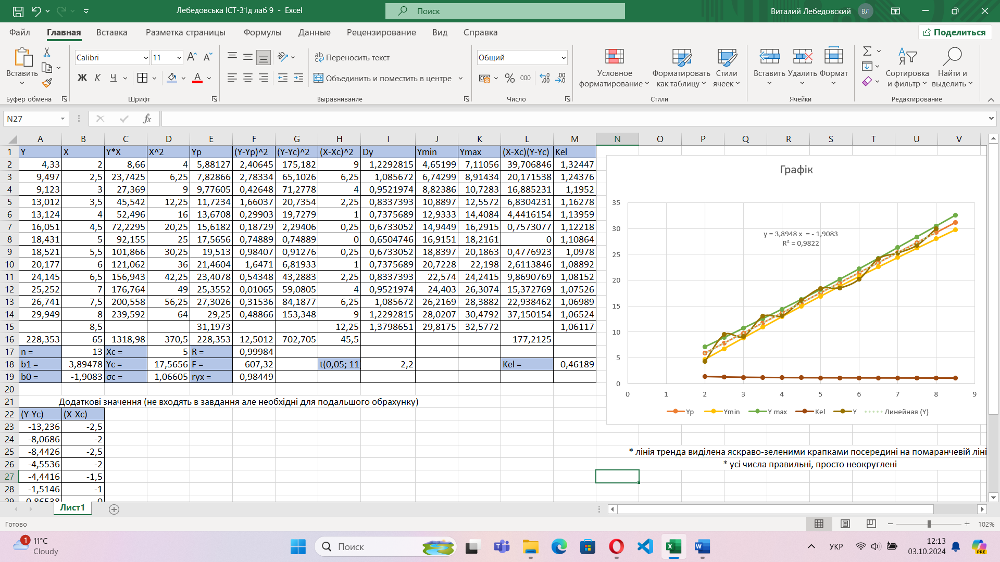 Лебедовська ІСТ-31д лаб 9 - Excel
Поиск
Виталий Лебедовский
ВЛ
Файл Главная Вставка Разметка страницы Формулы Данные Рецензирование Вид Справка
Поделиться
Вставить
Буфер обмена
Calibri 11
Ж К Ч
Шрифт
Переносить текст
Объединить и поместить в центре
Выравнивание
Общий
% 000
Число
Условное форматирование
Форматировать как таблицу
Стили ячеек
Стили
Вставить Удалить Формат
Ячейки
Сортировка и фильтр
Найти и выделить
Редактирование
N27
fx
A B C D E F G H I J K L M N O P Q R S T U V
1 Y X Y*X X^2 Yp (Y-Yp)^2 (Y-Yc)^2 (X-Xc)^2 Dy Ymin Ymax (X-Xc)(Y-Yc) Kel
2 4,33 2 8,66 4 5,88127 2,40645 175,182 9 1,2292815 4,65199 7,11056 39,706846 1,32447
3 9,497 2,5 23,7425 6,25 7,82866 2,78334 65,1026 6,25 1,085672 6,74299 8,91434 20,171538 1,24376
4 9,123 3 27,369 9 9,77605 0,42648 71,2778 4 0,9521974 8,82386 10,7283 16,885231 1,1952
5 13,012 3,5 45,542 12,25 11,7234 1,66037 20,7354 2,25 0,8337393 10,8897 12,5572 6,8304231 1,16278
6 13,124 4 52,496 16 13,6708 0,29903 19,7279 1 0,7375689 12,9333 14,4084 4,4416154 1,13959
7 16,051 4,5 72,2295 20,25 15,6182 0,18729 2,29406 0,25 0,6733052 14,9449 16,2915 0,7573077 1,12218
8 18,431 5 92,155 25 17,5656 0,74889 0,74889 0 0,6504746 16,9151 18,2161 0 1,10864
9 18,521 5,5 101,866 30,25 19,513 0,98407 0,91276 0,25 0,6733052 18,8397 20,1863 0,4776923 1,0978
10 20,177 6 121,062 36 21,4604 1,6471 6,81933 1 0,7375689 20,7228 22,198 2,6113846 1,08892
11 24,145 6,5 156,943 42,25 23,4078 0,54348 43,2883 2,25 0,8337393 22,574 24,2415 9,8690769 1,08152
12 25,252 7 176,764 49 25,3552 0,01065 59,0805 4 0,9521974 24,403 26,3074 15,372769 1,07526
13 26,741 7,5 200,558 56,25 27,3026 0,31536 84,1877 6,25 1,085672 26,2169 28,3882 22,938462 1,06989
14 29,949 8 239,592 64 29,25 0,48866 153,348 9 1,2292815 28,0207 30,4792 37,150154 1,06524
15 8,5 31,1973 12,25 1,3798651 29,8175 32,5772 1,06117
16 228,353 65 1318,98 370,5 228,353 12,5012 702,705 45,5 177,2125
17 n = 13 Xc = 5 R = 0,99984
18 b1 = 3,89478 Yc = 17,5656 F = 607,32 t(0,05; 11) 2,2 Kel = 0,46189
19 b0 = -1,9083 σc = 1,06605 ryx = 0,98449
20
21 Додаткові значення (не входять в завдання але необхідні для подальшого обрахунку)
22 (Y-Yc) (X-Xc)
23 -13,236 -2,5
24 -8,0686 -2
25 -8,4426 -2,5
26 -4,5536 -2
27 -4,4416 -1,5
28 -1,5146 -1
29 0,86538 0
Графік
35
30
25
20
15
10
5
0
y = 3,8948 x = - 1,9083
R² = 0,9822
0 1 2 3 4 5 6 7 8 9
Yp Ymin Y max Kel Y Линейная (Y)
* лінія тренда виділена яскраво-зеленими крапками посередині на помаранчевій ліні
* усі числа правильні, просто неокруглені
Лист1
Готово
102%
1
11°C
Cloudy
Поиск
УКР
12:13
03.10.2024
PRE